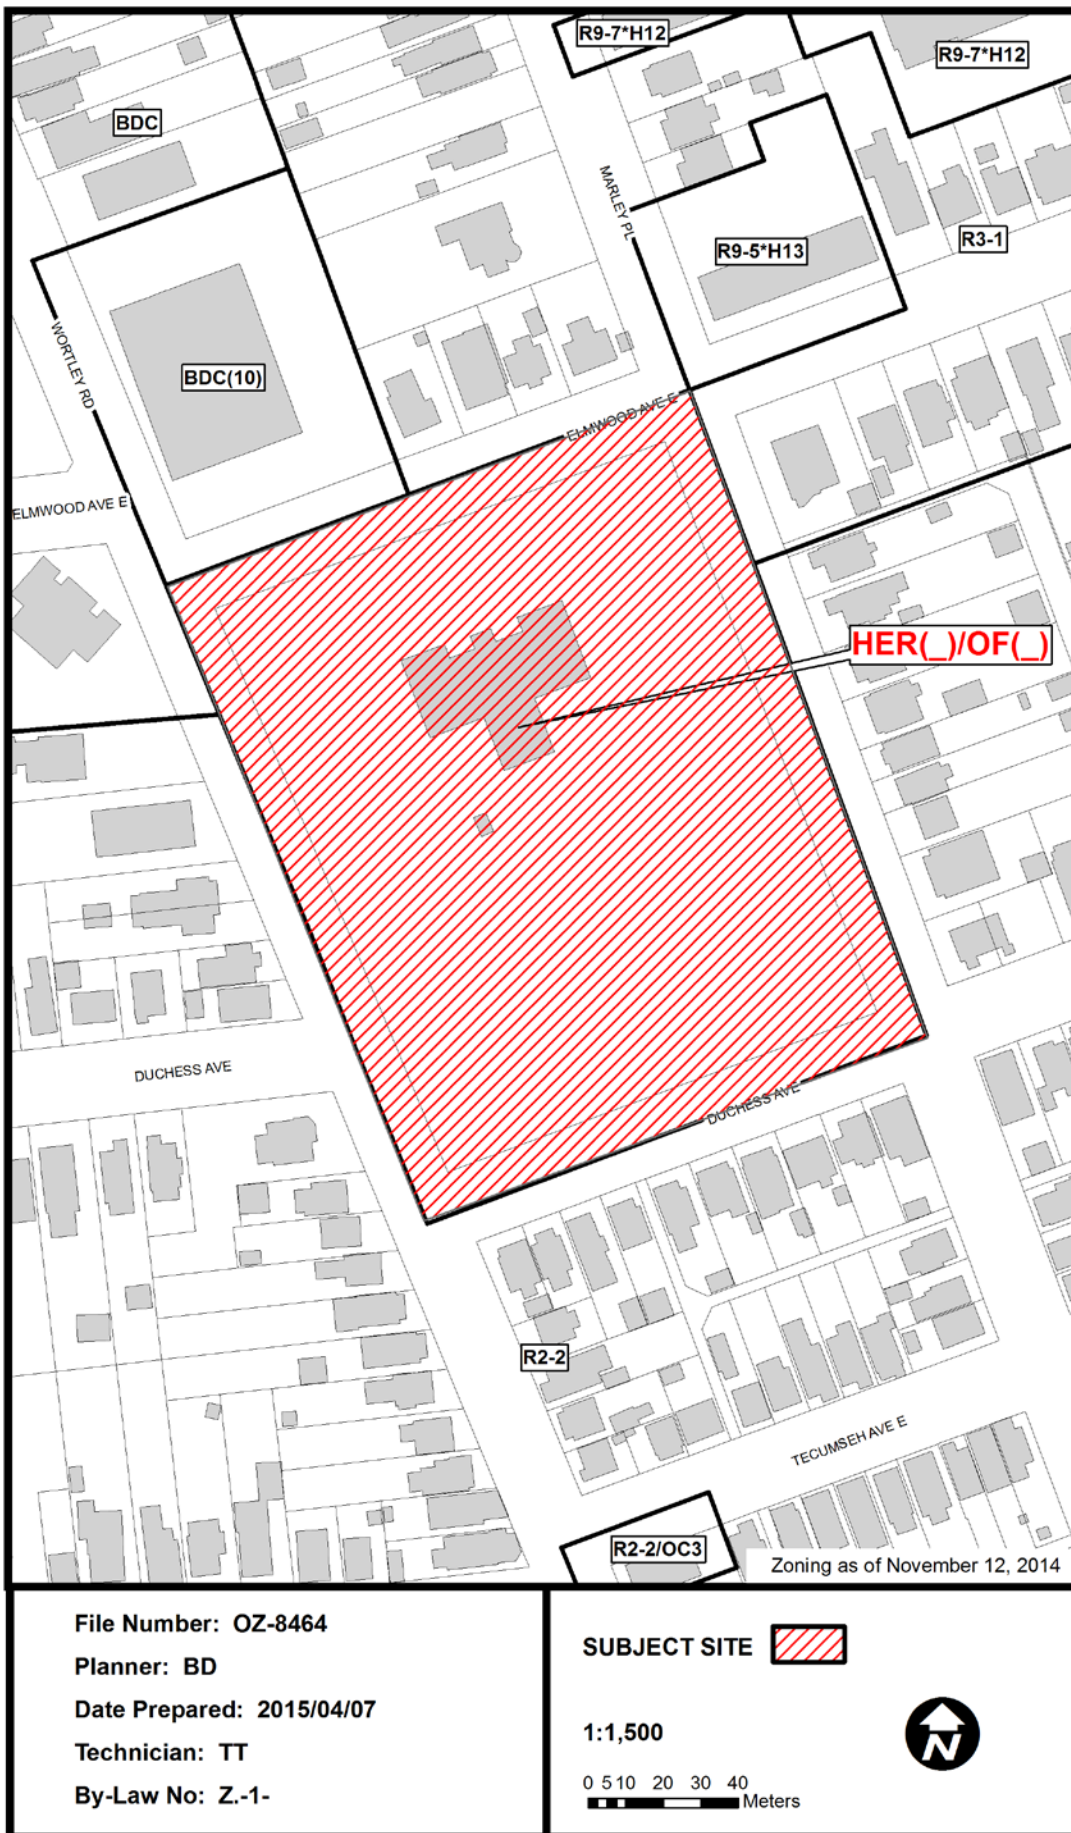 R9-7*H12
R9-7*H12
BDC
MARLEY PL
R9-5*H13
R3-1
WORTLEY RD
BDC(10)
ELMWOOD AVE E
ELMWOOD AVE E
HER(_)/OF(_)
DUCHESS AVE
DUCHESS AVE
R2-2
TECUMSEH AVE E
R2-2/OC3
Zoning as of November 12, 2014
File Number: OZ-8464
Planner: BD
Date Prepared: 2015/04/07
Technician: TT
By-Law No: Z.-1-
SUBJECT SITE
1:1,500
N
0 5 10 20 30 40
Meters